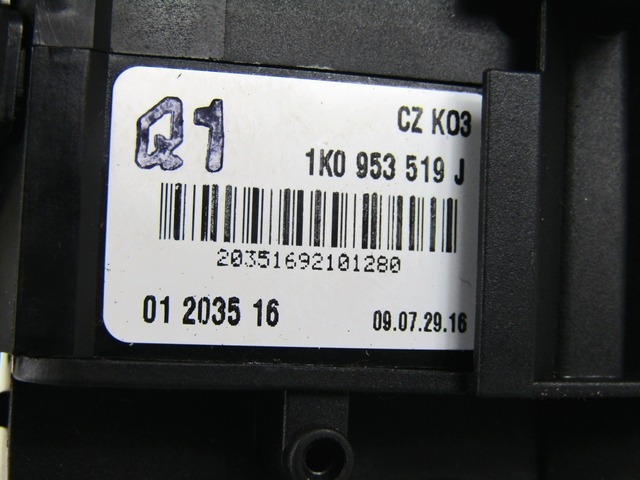 Q1
CZ K03
1K0 953 519 J
20351692101280
01 2035 16
09.07.29.16